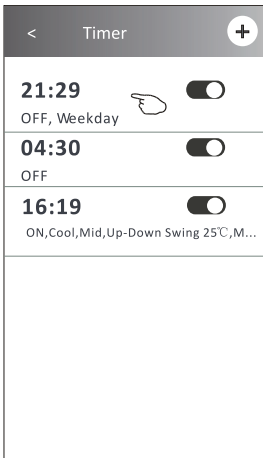 < Timer +
21:29
OFF, Weekday
04:30
OFF
16:19
ON,Cool,Mid,Up-Down Swing 25℃,M...